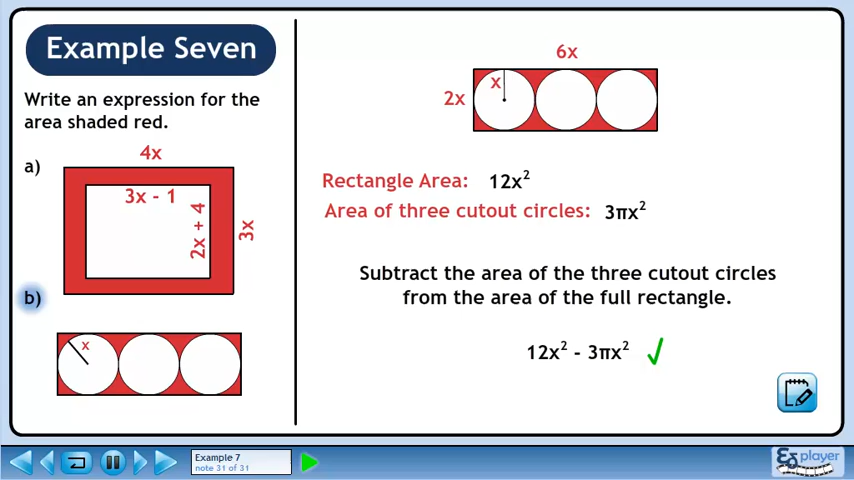 Example Seven
Write an expression for the
area shaded red.
a)
4x
3x - 1
2x + 4
3x
b)
x
6x
2x
x
Rectangle Area: 12x²
Area of three cutout circles: 3πx²
Subtract the area of the three cutout circles
from the area of the full rectangle.
12x² - 3πx² √
Example 7
note 31 of 31
player